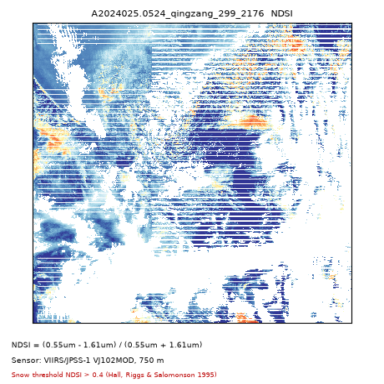 A2024025.0524_qingzang_299_2176 NDSI
NDSI = (0.55um - 1.61um) / (0.55um + 1.61um)
Sensor: VIIRS/JPSS-1 VJ102MOD, 750 m
Snow threshold NDSI > 0.4 (Hall, Riggs & Salomonson 1995)